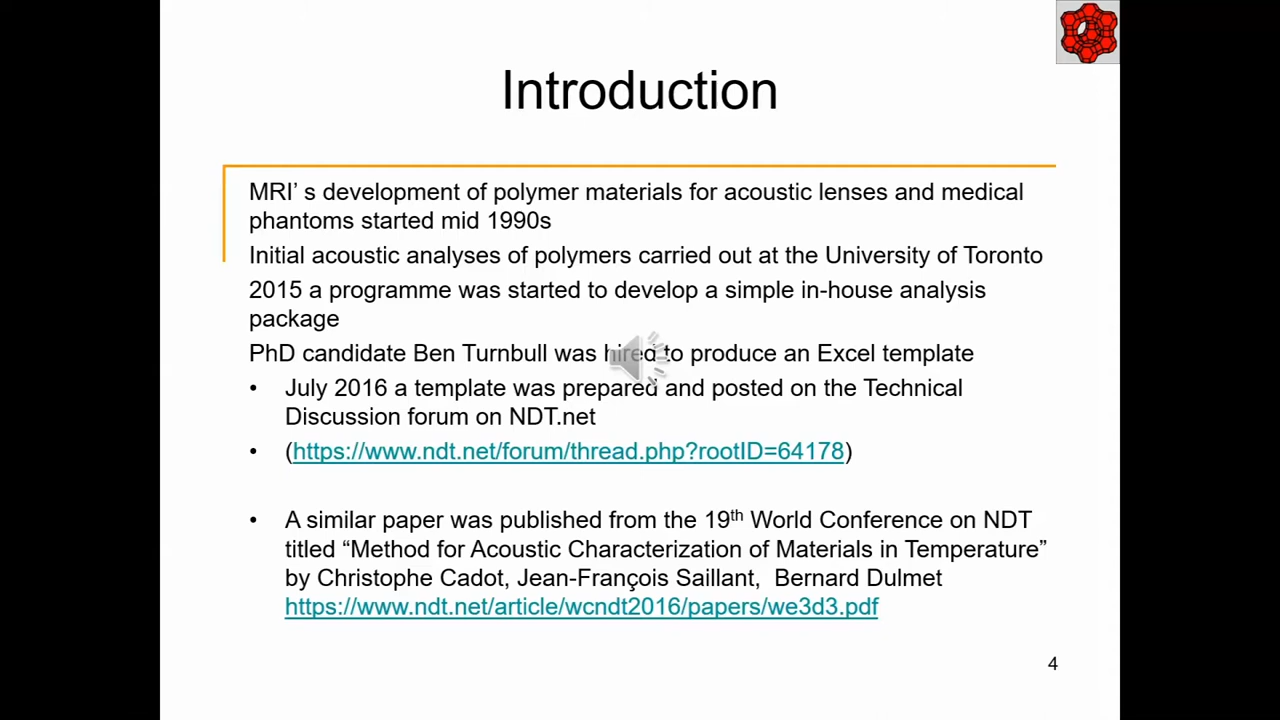 Introduction
MRI’ s development of polymer materials for acoustic lenses and medical
phantoms started mid 1990s
Initial acoustic analyses of polymers carried out at the University of Toronto
2015 a programme was started to develop a simple in-house analysis
package
PhD candidate Ben Turnbull was hired to produce an Excel template
• July 2016 a template was prepared and posted on the Technical
Discussion forum on NDT.net
• (https://www.ndt.net/forum/thread.php?rootID=64178)
• A similar paper was published from the 19th World Conference on NDT
titled “Method for Acoustic Characterization of Materials in Temperature”
by Christophe Cadot, Jean-François Saillant, Bernard Dulmet
https://www.ndt.net/article/wcndt2016/papers/we3d3.pdf
4